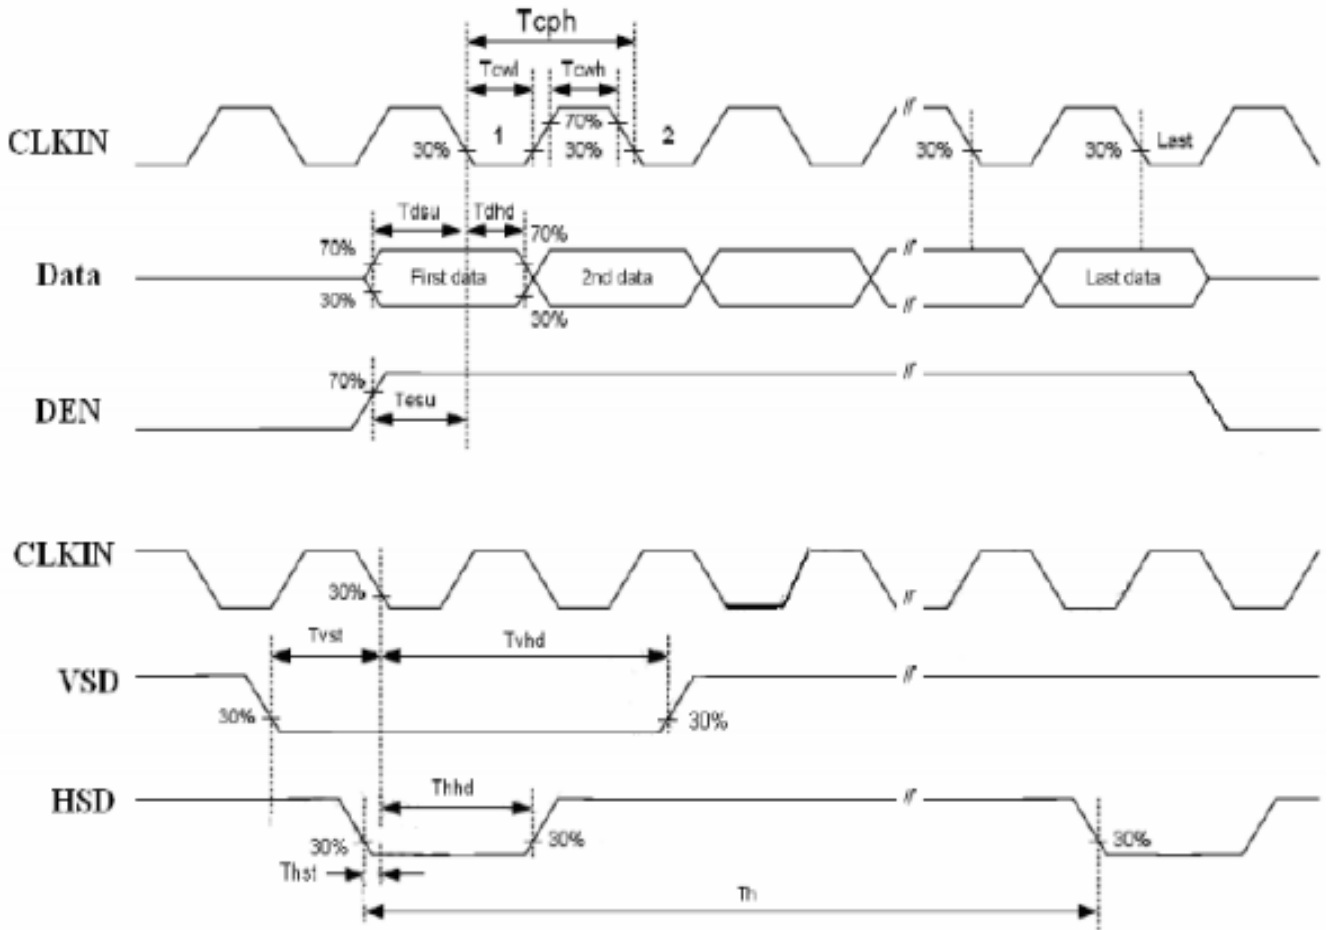 Tcph
Tcwl Tcwh
CLKIN 30% 1 70% 30% 2 30% 30% Last
Tdsu Tdhd
70% 70%
Data First data 2nd data Last data
30% 30%
70%
DEN Tesu
CLKIN
30%
Tvst Tvhd
VSD
30% 30%
HSD Thhd
30% 30% 30%
Thst
Th